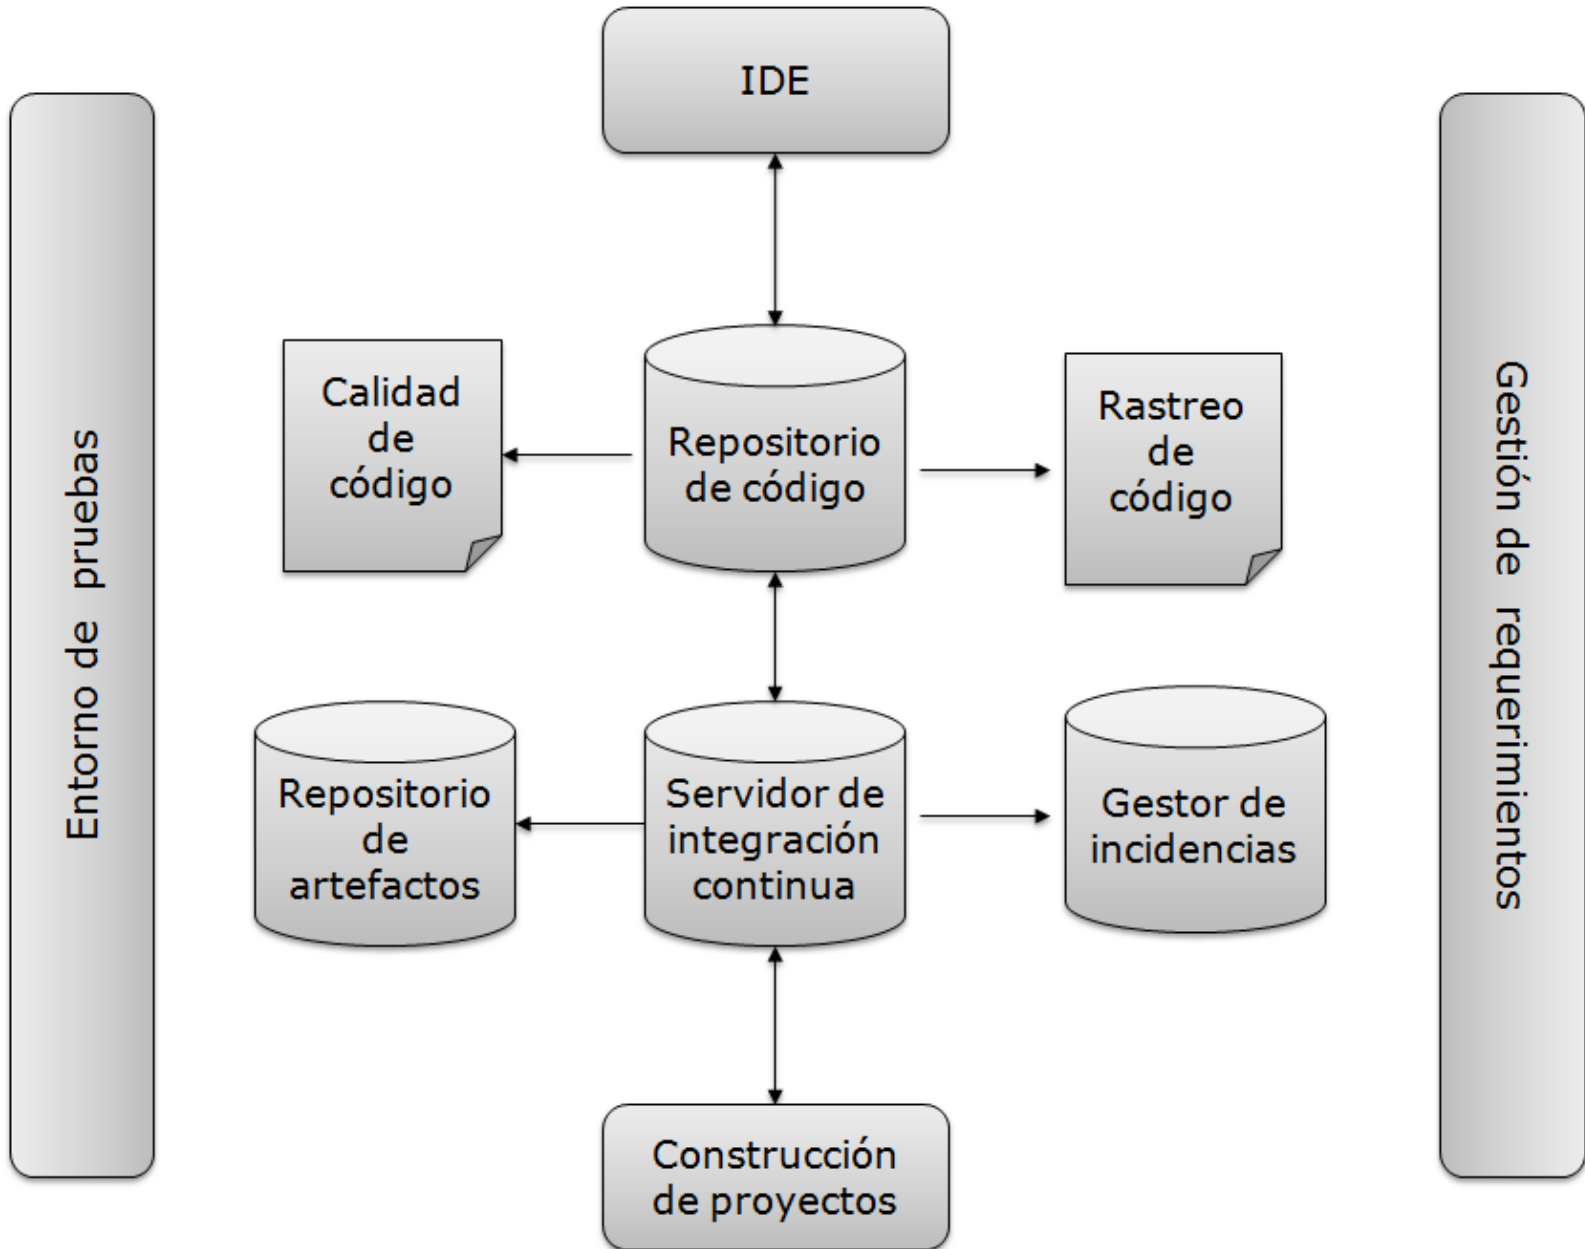 IDE
Entorno de pruebas
Calidad
de
código
Repositorio
de código
Rastreo
de
código
Gestión de requerimientos
Repositorio
de
artefactos
Servidor de
integración
continua
Gestor de
incidencias
Construcción
de proyectos